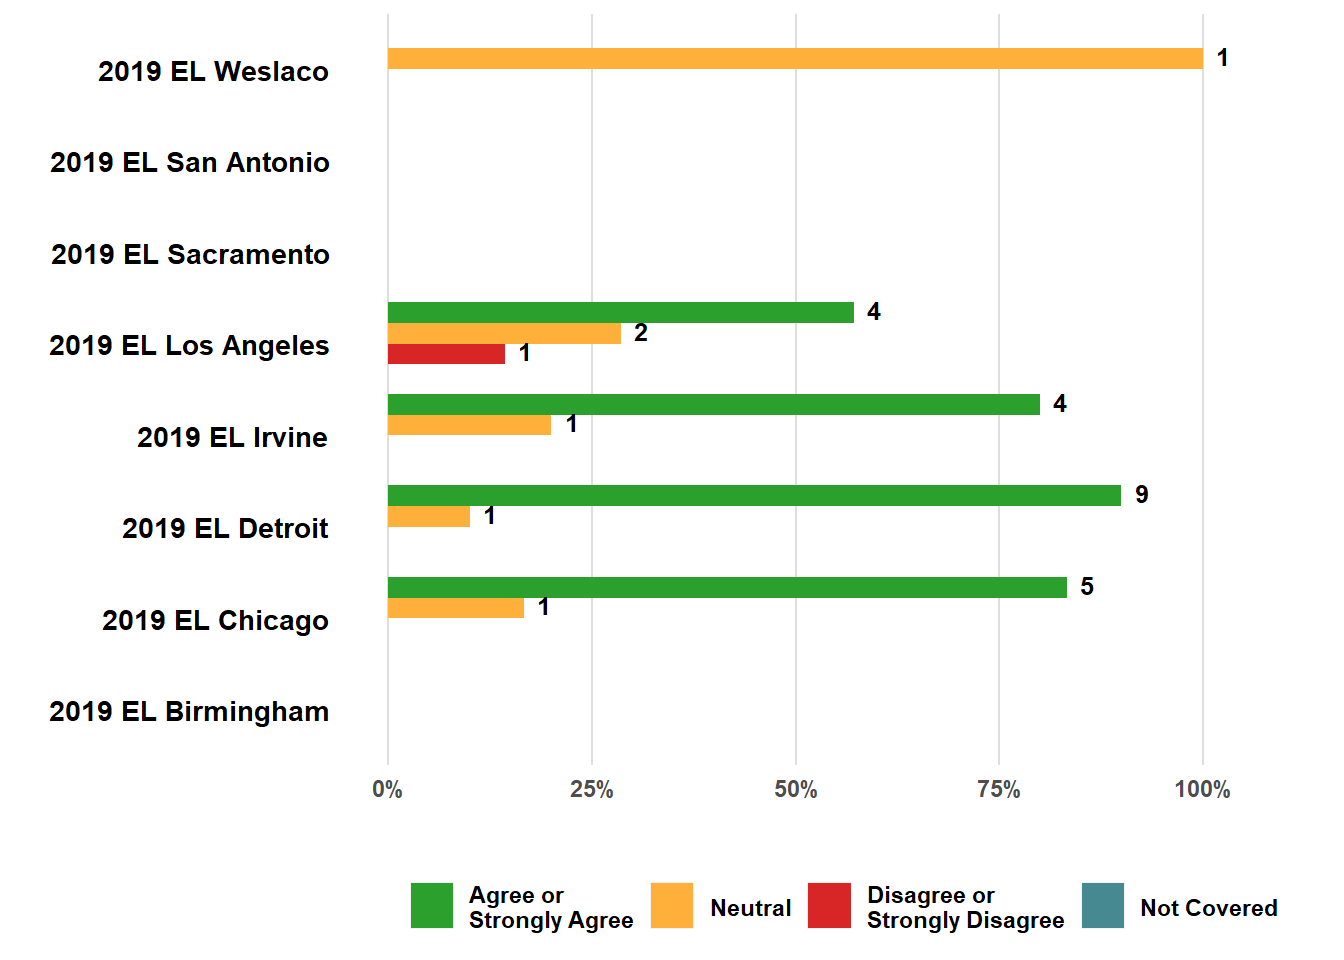 2019 EL Weslaco
1
2019 EL San Antonio
2019 EL Sacramento
4
2
2019 EL Los Angeles
1
4
1
2019 EL Irvine
9
1
2019 EL Detroit
5
1
2019 EL Chicago
2019 EL Birmingham
0% 25% 50% 75% 100%
Agree or
Strongly Agree
Neutral
Disagree or
Strongly Disagree
Not Covered